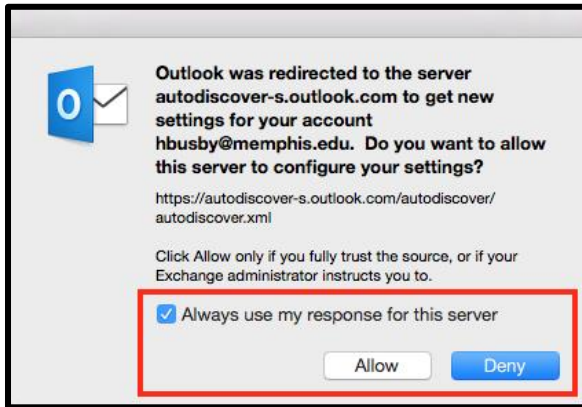 Outlook was redirected to the server
autodiscover-s.outlook.com to get new
settings for your account
hbusby@memphis.edu. Do you want to allow
this server to configure your settings?
https://autodiscover-s.outlook.com/autodiscover/
autodiscover.xml
Click Allow only if you fully trust the source, or if your
Exchange administrator instructs you to.
Always use my response for this server
Allow Deny